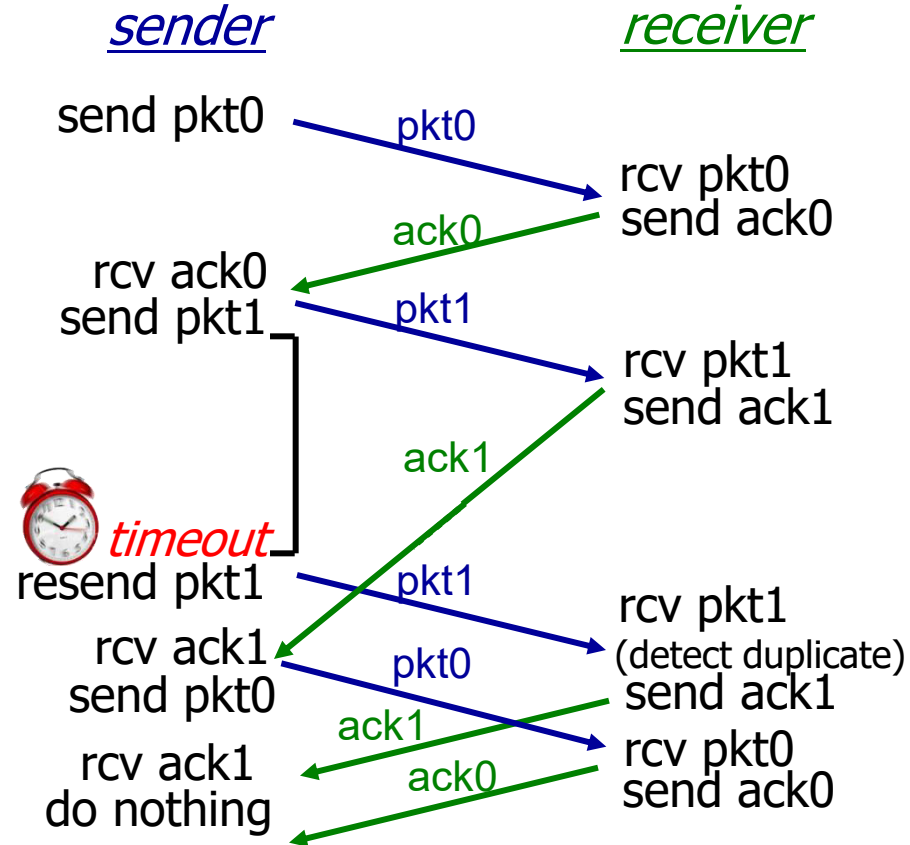 sender
receiver
send pkt0
pkt0
rcv pkt0
send ack0
ack0
rcv ack0
send pkt1
pkt1
rcv pkt1
send ack1
ack1
timeout
resend pkt1
pkt1
rcv pkt1
(detect duplicate)
send ack1
rcv ack1
send pkt0
pkt0
ack1
rcv pkt0
send ack0
rcv ack1
do nothing
ack0